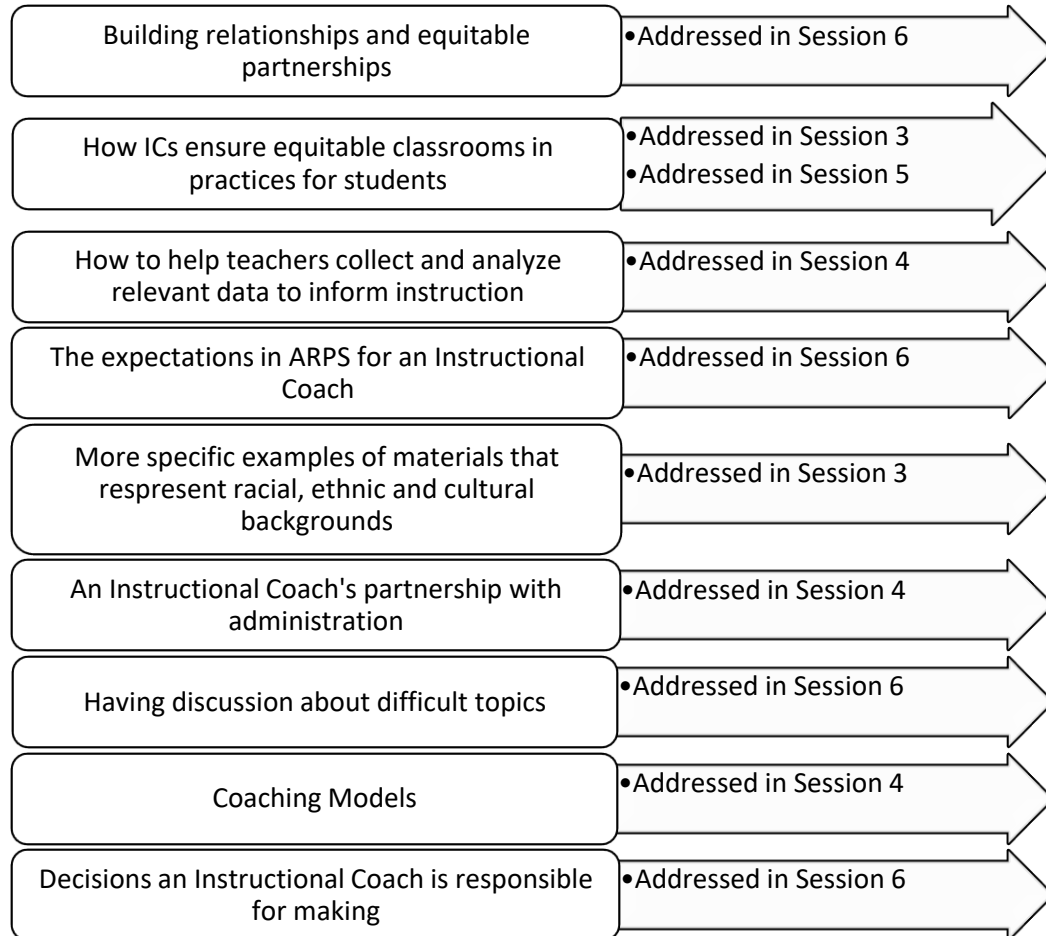 Building relationships and equitable
partnerships
•Addressed in Session 6
How ICs ensure equitable classrooms in
practices for students
•Addressed in Session 3
•Addressed in Session 5
How to help teachers collect and analyze
relevant data to inform instruction
•Addressed in Session 4
The expectations in ARPS for an Instructional
Coach
•Addressed in Session 6
More specific examples of materials that
respresent racial, ethnic and cultural
backgrounds
•Addressed in Session 3
An Instructional Coach's partnership with
administration
•Addressed in Session 4
Having discussion about difficult topics
•Addressed in Session 6
Coaching Models
•Addressed in Session 4
Decisions an Instructional Coach is responsible
for making
•Addressed in Session 6